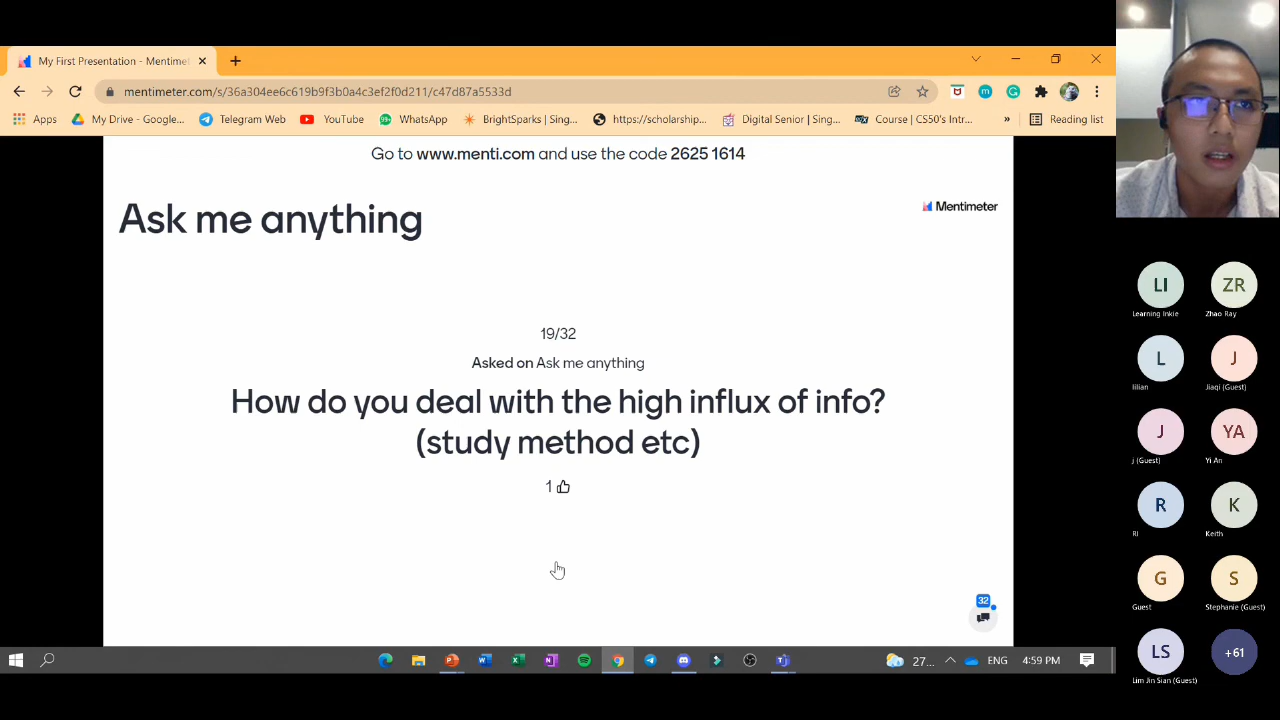 My First Presentation - Mentimet
mentimeter.com/s/36a304ee6c619b9f3b0a4c3ef2f0d211/c47d87a5533d
Apps
My Drive - Google...
Telegram Web
YouTube
WhatsApp
BrightSparks | Sing...
https://scholarship...
Digital Senior | Sing...
Course | CS50's Intr...
»
Reading list
Go to www.menti.com and use the code 2625 1614
Ask me anything
Mentimeter
19/32
Asked on Ask me anything
How do you deal with the high influx of info?
(study method etc)
1
32
27...
ENG
4:59 PM
LI
Learning Inkie
ZR
Zhao Ray
L
lilian
J
Jiaqi (Guest)
J
j (Guest)
YA
Yi An
R
Ri
K
Keith
G
Guest
S
Stephanie (Guest)
LS
Lim Jin Sian (Guest)
+61